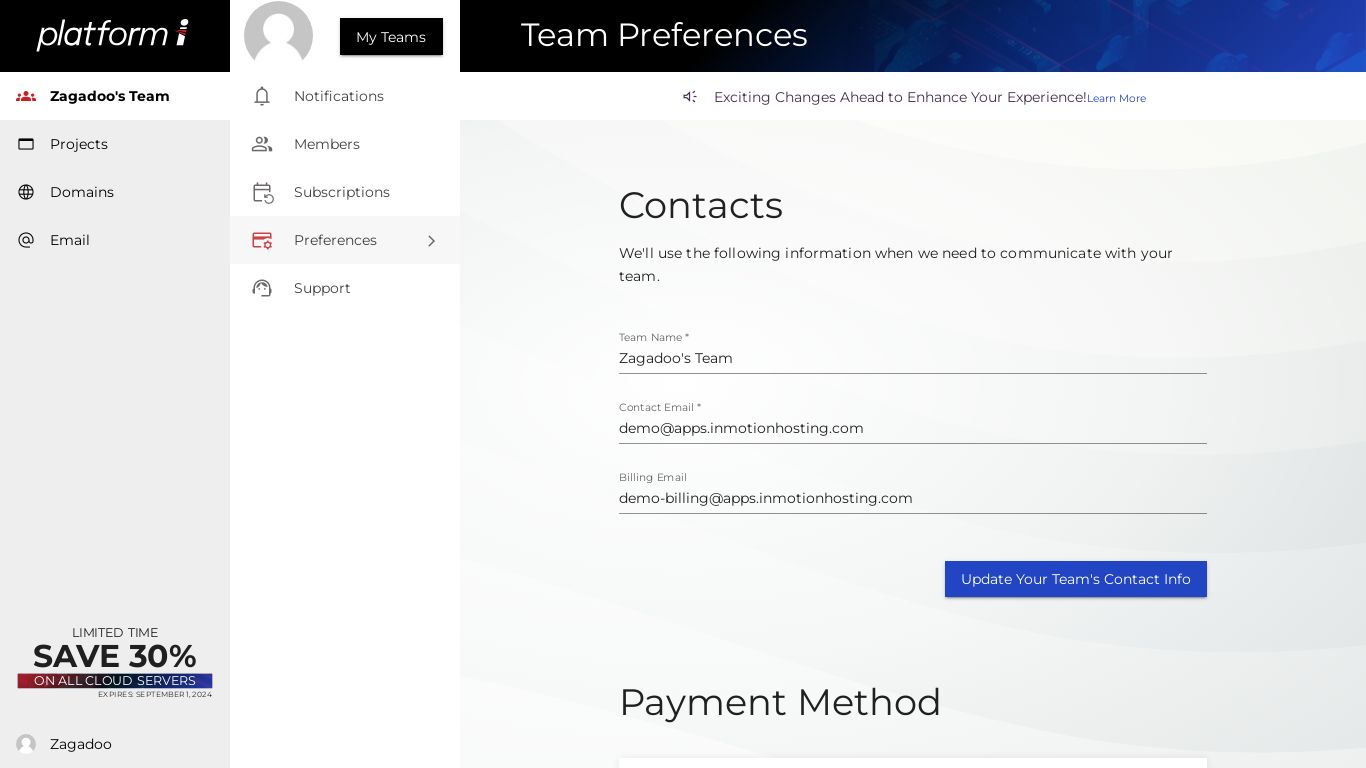 platform i
Zagadoo's Team
Projects
Domains
Email
LIMITED TIME
SAVE 30%
ON ALL CLOUD SERVERS
EXPIRES: SEPTEMBER 1, 2024
Zagadoo
My Teams
Notifications
Members
Subscriptions
Preferences
Support
Team Preferences
Exciting Changes Ahead to Enhance Your Experience!Learn More
Contacts
We'll use the following information when we need to communicate with your
team.
Team Name *
Zagadoo's Team
Contact Email *
demo@apps.inmotionhosting.com
Billing Email
demo-billing@apps.inmotionhosting.com
Update Your Team's Contact Info
Payment Method